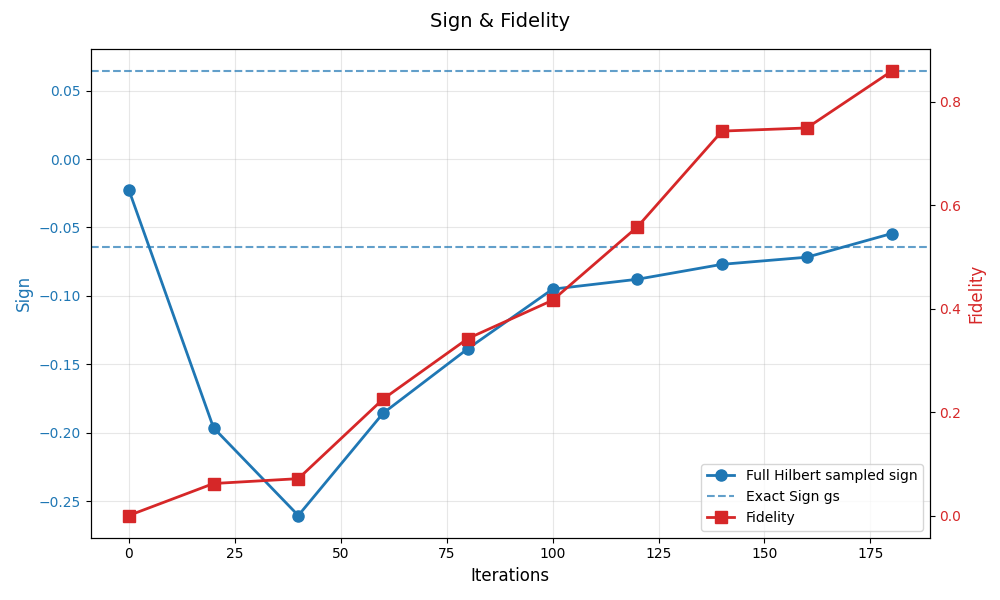 Sign & Fidelity
0.05
0.00
−0.05
−0.10
−0.15
−0.20
−0.25
Sign
0.8
0.6
0.4
0.2
0.0
Fidelity
Full Hilbert sampled sign
Exact Sign gs
Fidelity
0 25 50 75 100 125 150 175
Iterations